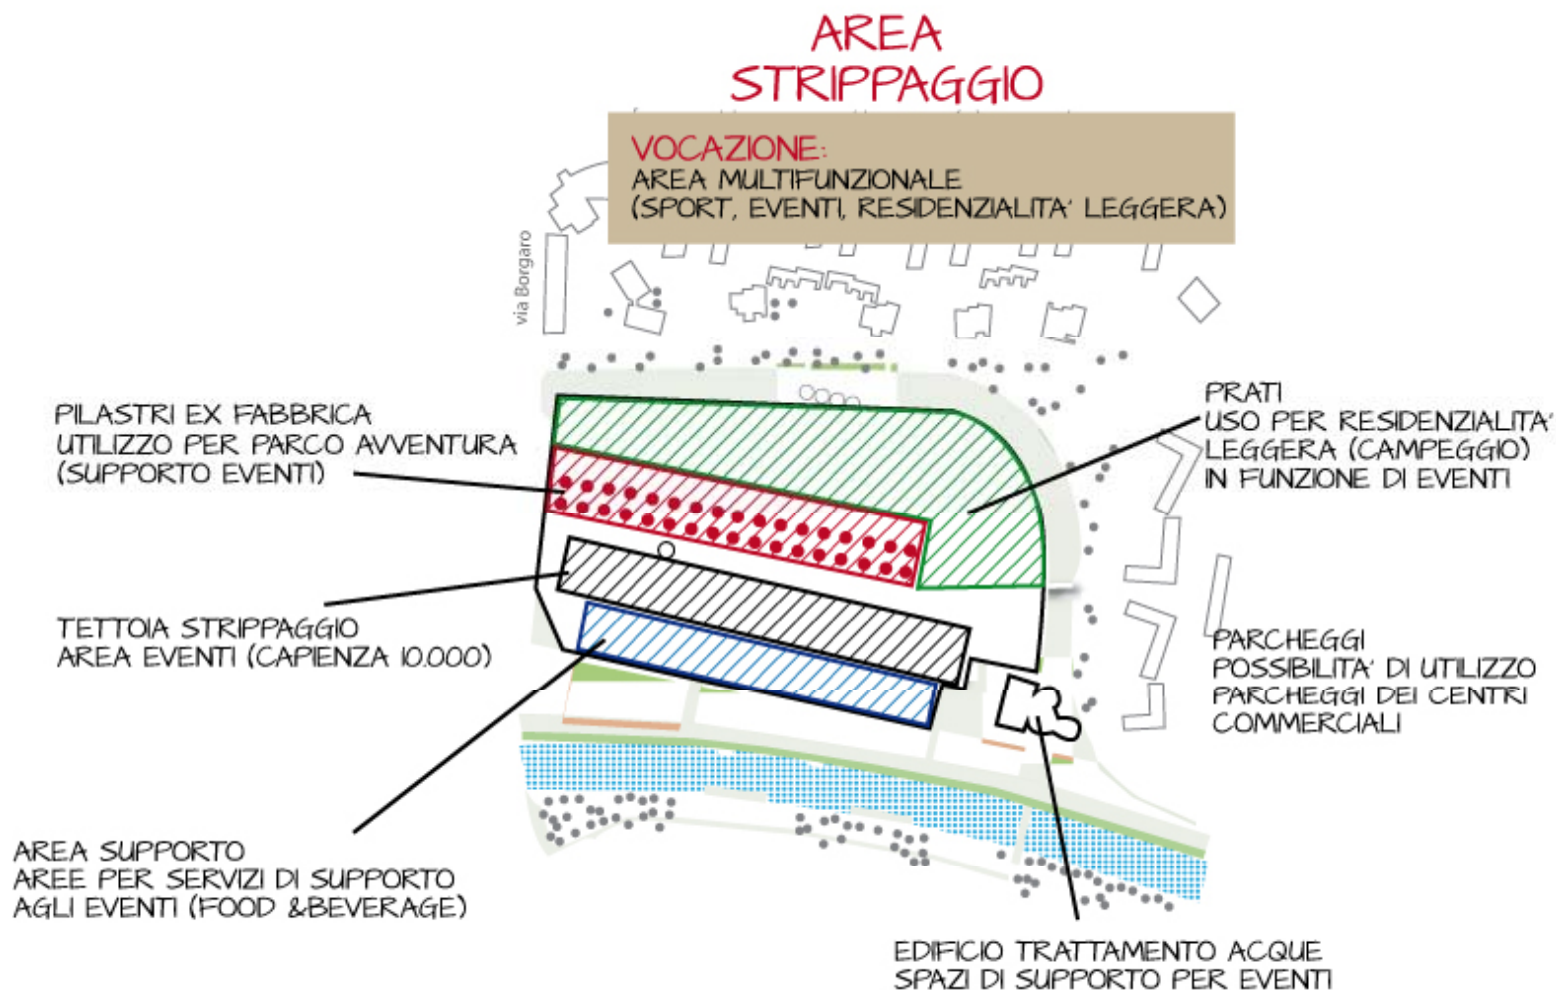 AREA
STRIPPAGGIO
VOCAZIONE:
AREA MULTIFUNZIONALE
(SPORT, EVENTI, RESIDENZIALITA' LEGGERA)
via Borgaro
PILASTRI EX FABBRICA
UTILIZZO PER PARCO AVVENTURA
(SUPPORTO EVENTI)
PRATI
USO PER RESIDENZIALITA'
LEGGERA (CAMPEGGIO)
IN FUNZIONE DI EVENTI
TETTOIA STRIPPAGGIO
AREA EVENTI (CAPIENZA 10.000)
PARCHEGGI
POSSIBILITA' DI UTILIZZO
PARCHEGGI DEI CENTRI
COMMERCIALI
AREA SUPPORTO
AREE PER SERVIZI DI SUPPORTO
AGLI EVENTI (FOOD &BEVERAGE)
EDIFICIO TRATTAMENTO ACQUE
SPAZI DI SUPPORTO PER EVENTI